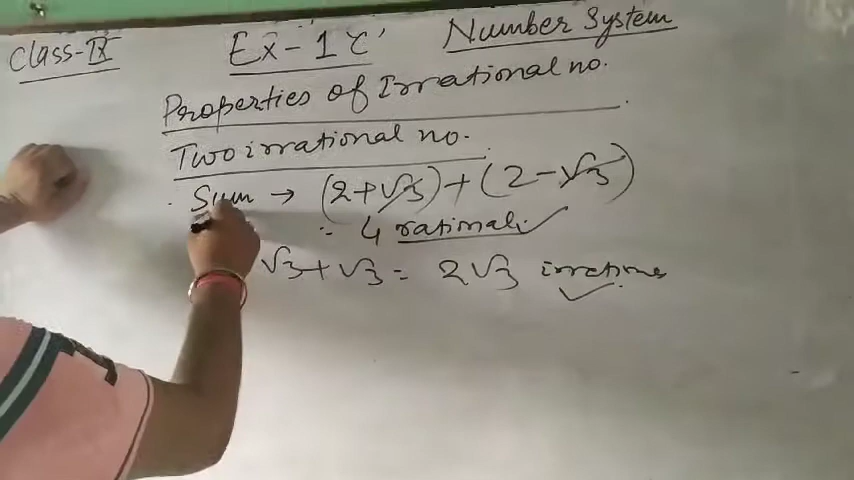 Class-IX Ex-1'C' Number System
Properties of Irrational no.
Two irrational no.
Sum → (2+√3)+(2-√3)
= 4 rational.
√3+√3 = 2√3 irrational